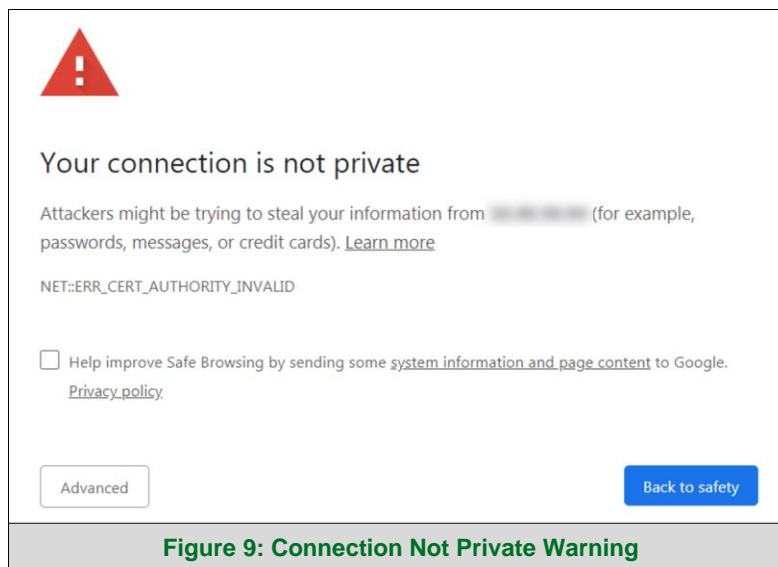 Your connection is not private
Attackers might be trying to steal your information from (for example,
passwords, messages, or credit cards). Learn more
NET::ERR_CERT_AUTHORITY_INVALID
Help improve Safe Browsing by sending some system information and page content to Google.
Privacy policy
Advanced
Back to safety
Figure 9: Connection Not Private Warning